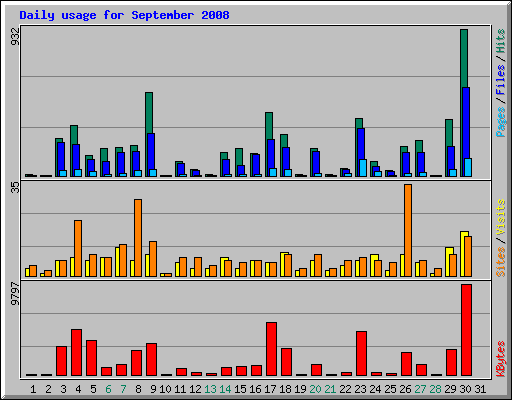 Daily usage for September 2008
932
Pages / Files / Hits
35
Sites / Visits
9797
KBytes
1 2 3 4 5 6 7 8 9 10 11 12 13 14 15 16 17 18 19 20 21 22 23 24 25 26 27 28 29 30 31